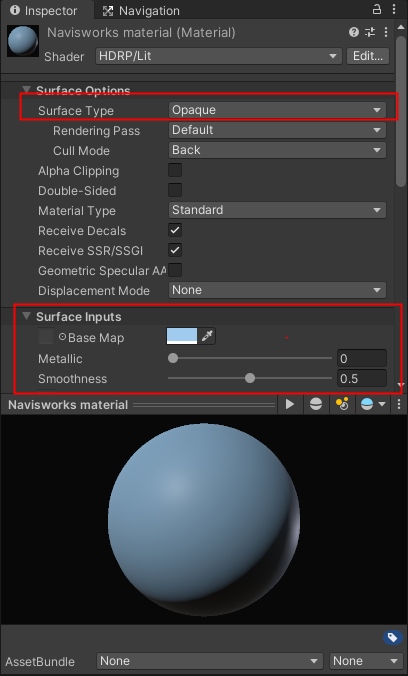 Inspector Navigation
Navisworks material (Material)
Shader HDRP/Lit Edit...
Surface Options
Surface Type Opaque
Rendering Pass Default
Cull Mode Back
Alpha Clipping
Double-Sided
Material Type Standard
Receive Decals
Receive SSR/SSGI
Geometric Specular AA
Displacement Mode None
Surface Inputs
Base Map
Metallic 0
Smoothness 0.5
Navisworks material
AssetBundle None None